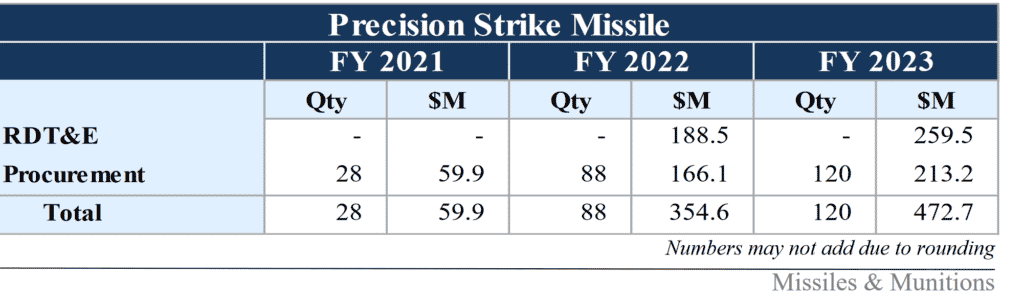 Precision Strike Missile
FY 2021 FY 2022 FY 2023
Qty $M Qty $M Qty $M
RDT&E - - - 188.5 - 259.5
Procurement 28 59.9 88 166.1 120 213.2
Total 28 59.9 88 354.6 120 472.7
Numbers may not add due to rounding
Missiles & Munitions